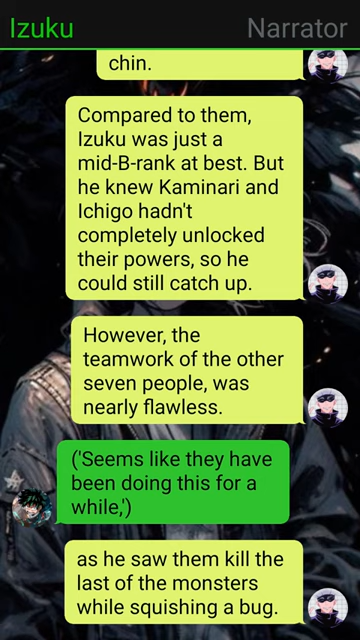 Izuku
Narrator
chin.
Compared to them,
Izuku was just a
mid-B-rank at best. But
he knew Kaminari and
Ichigo hadn't
completely unlocked
their powers, so he
could still catch up.
However, the
teamwork of the other
seven people, was
nearly flawless.
('Seems like they have
been doing this for a
while,')
as he saw them kill the
last of the monsters
while squishing a bug.